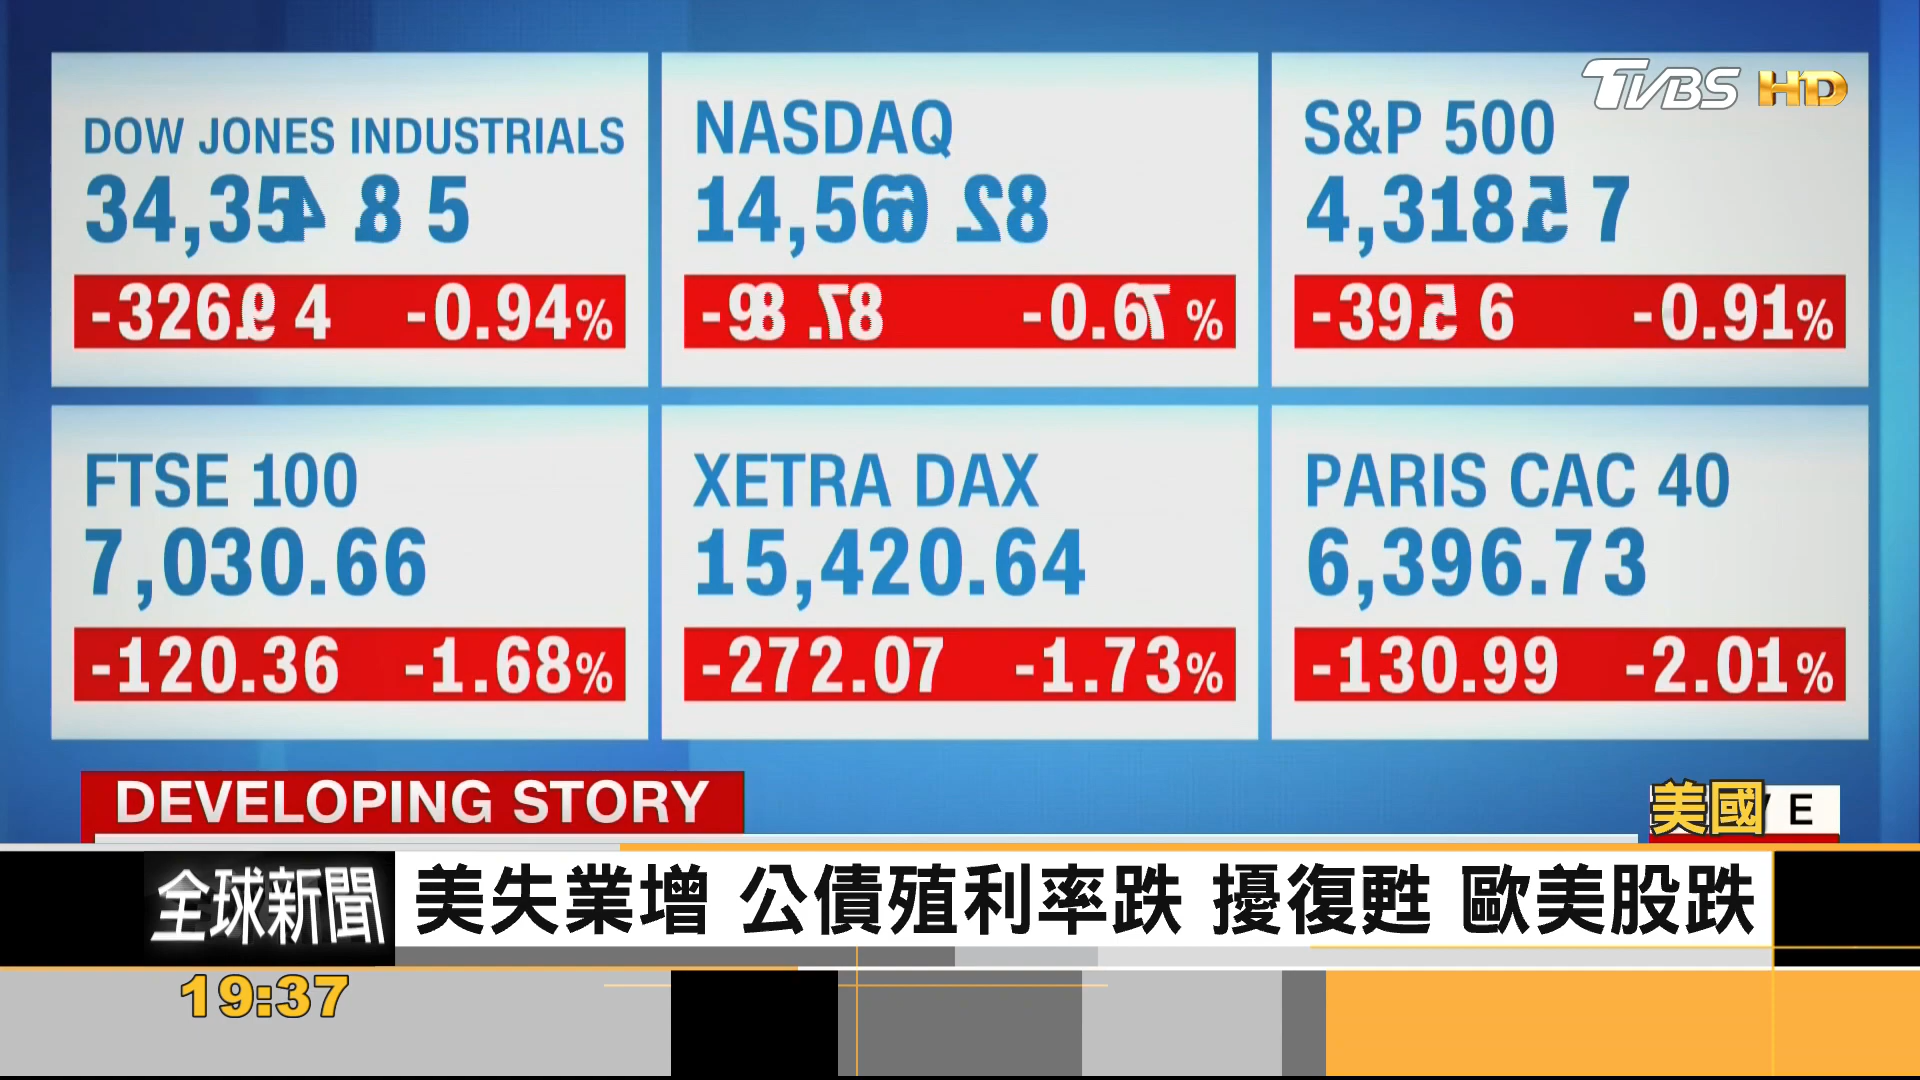 TVBS HD
DOW JONES INDUSTRIALS
-0.94%
NASDAQ
S&P 500
-0.91%
FTSE 100
7,030.66
-120.36 -1.68%
XETRA DAX
15,420.64
-272.07 -1.73%
PARIS CAC 40
6,396.73
-130.99 -2.01%
DEVELOPING STORY
美國
全球新聞
美失業增 公債殖利率跌 擾復甦 歐美股跌
19:37